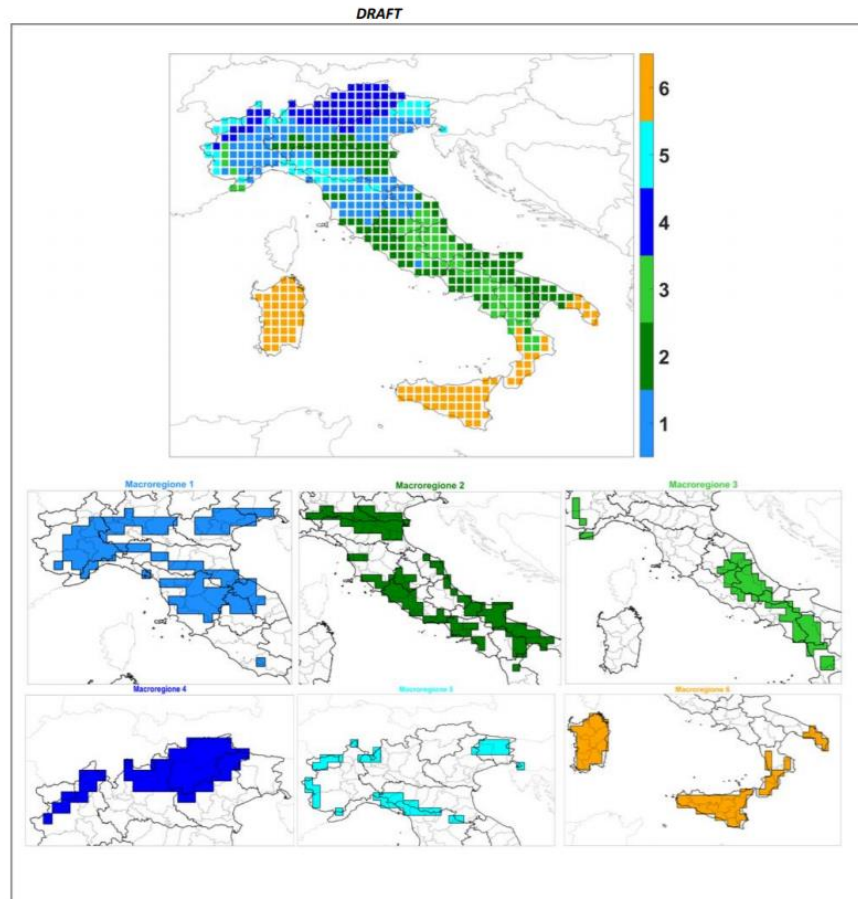 DRAFT
6
5
4
3
2
1
Macroregione 1
Macroregione 2
Macroregione 3
Macroregione 4
Macroregione 5
Macroregione 6